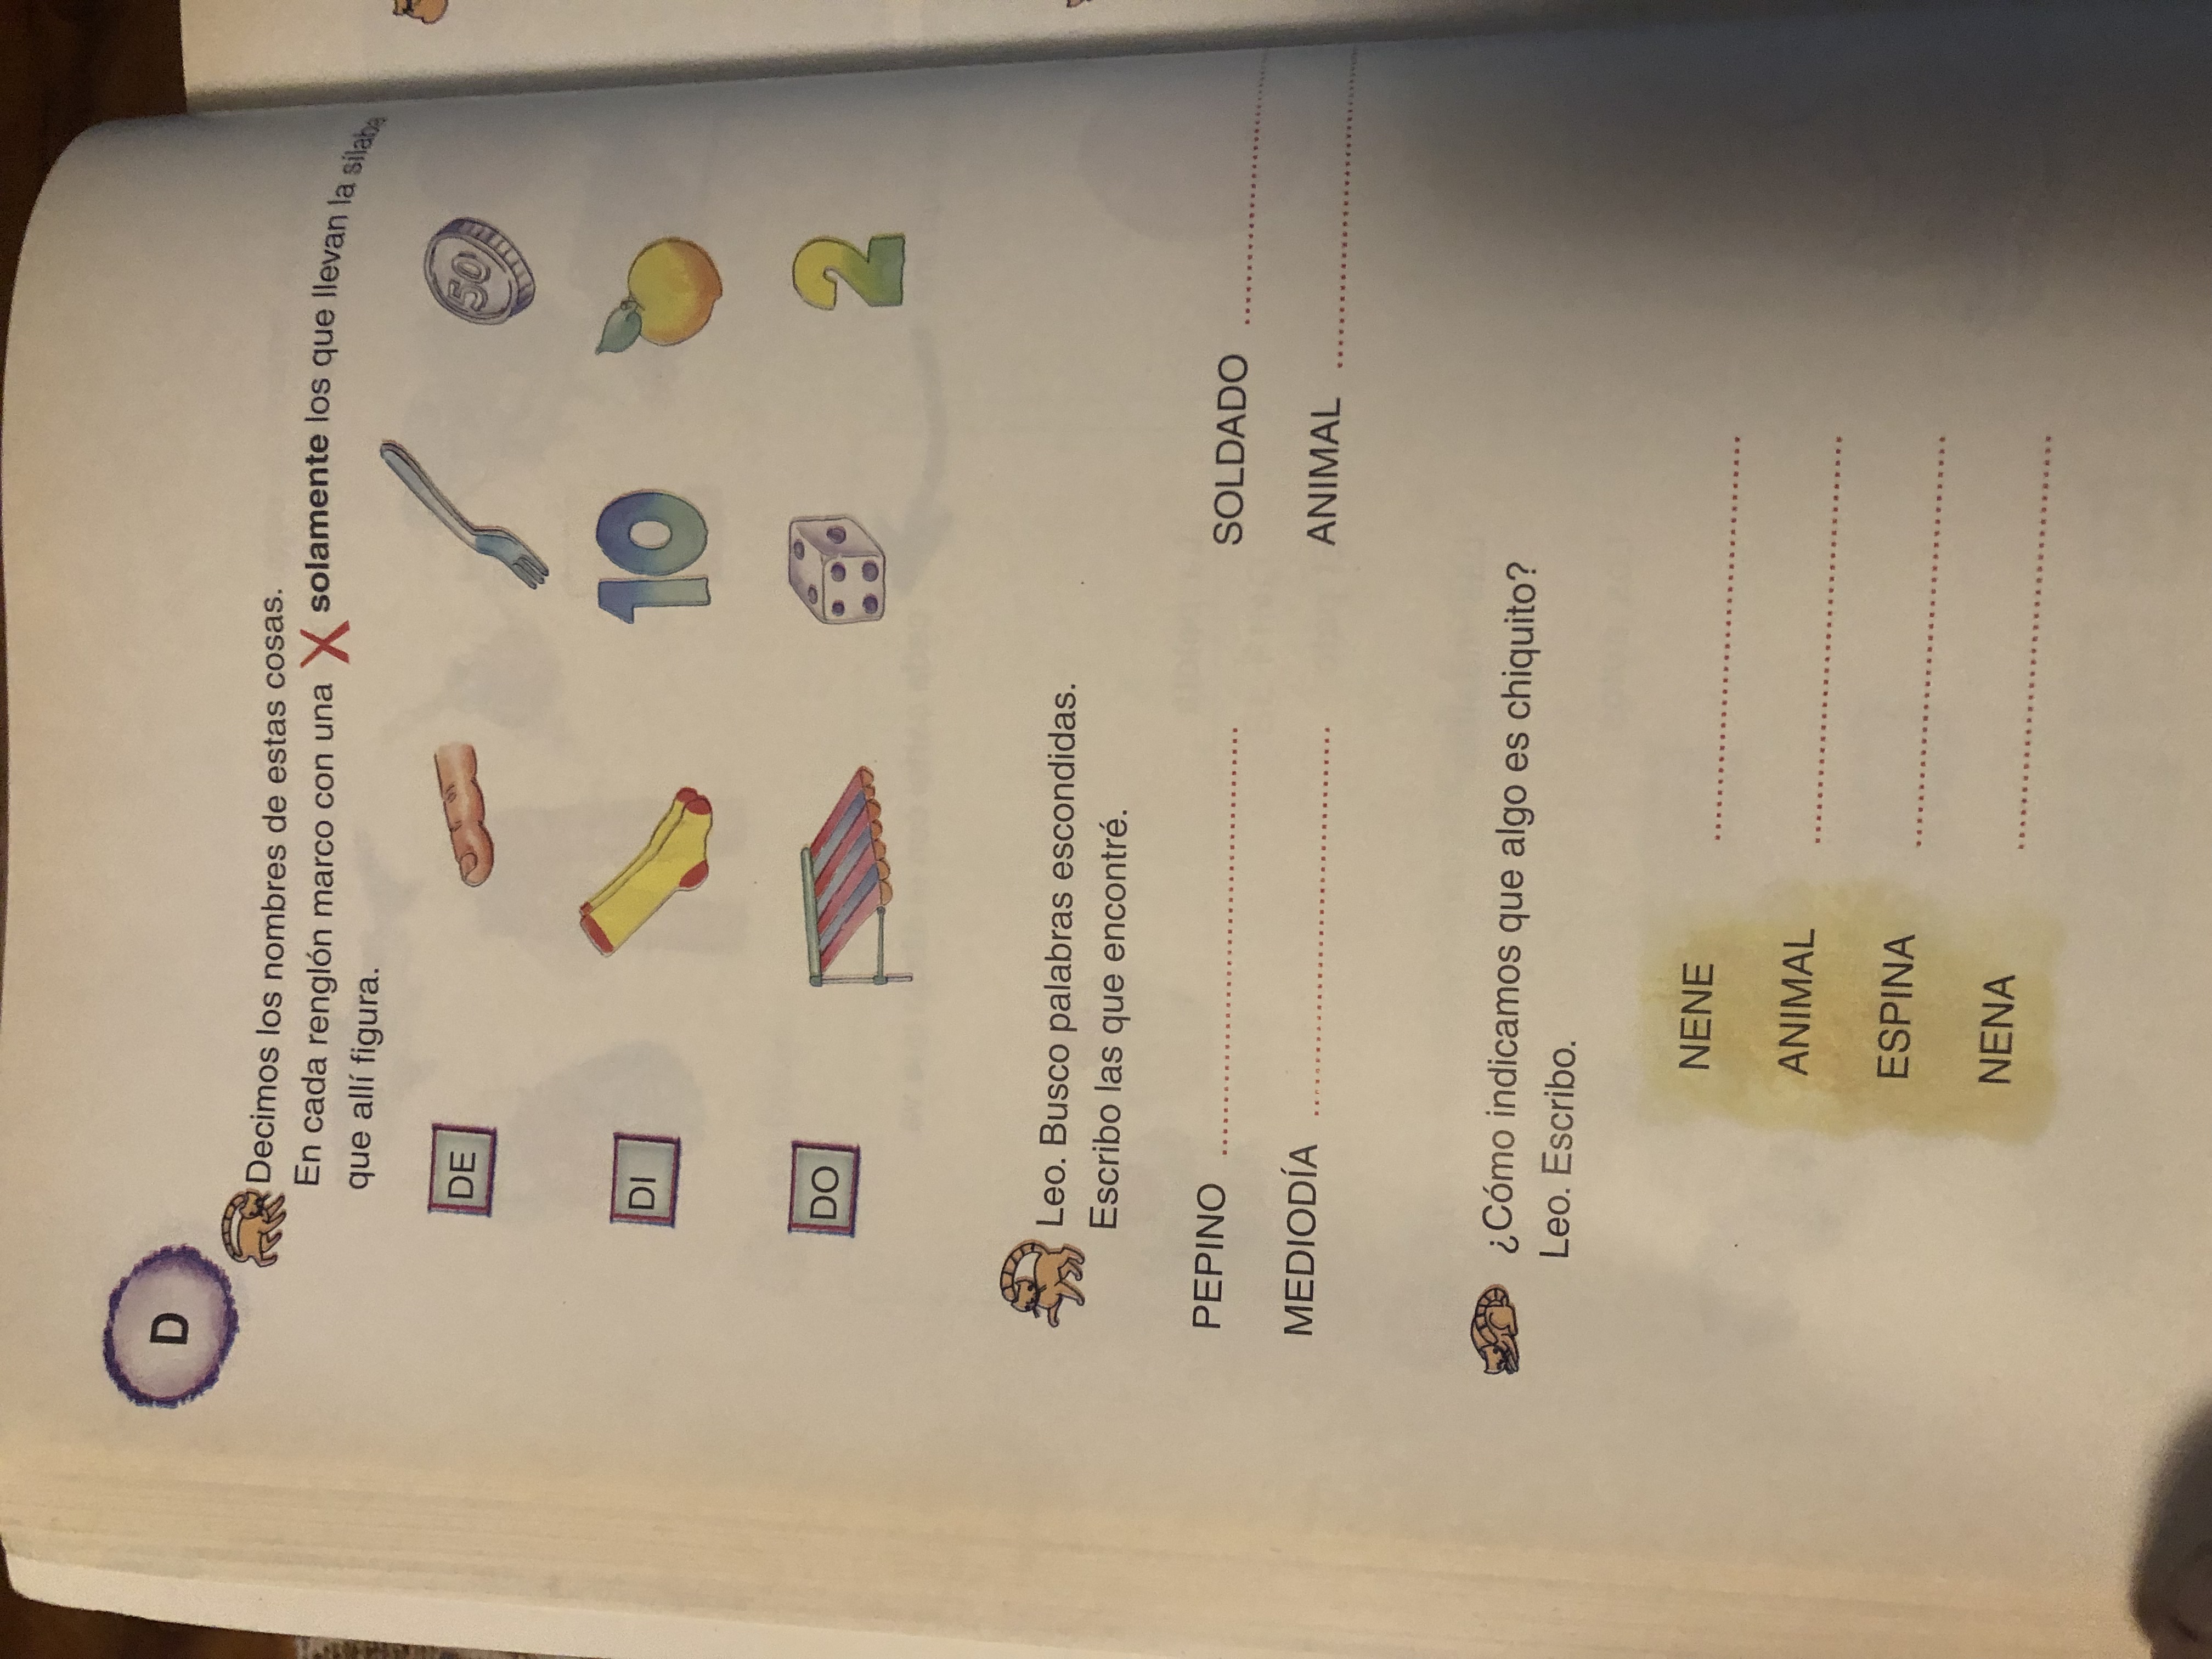 D
Decimos los nombres de estas cosas.
En cada renglón marco con una X solamente los que llevan la sílaba
que allí figura.
DE
50
DI
10
DO
2
Leo. Busco palabras escondidas.
Escribo las que encontré.
PEPINO SOLDADO
MEDIODÍA ANIMAL
¿Cómo indicamos que algo es chiquito?
Leo. Escribo.
NENE
ANIMAL
ESPINA
NENA